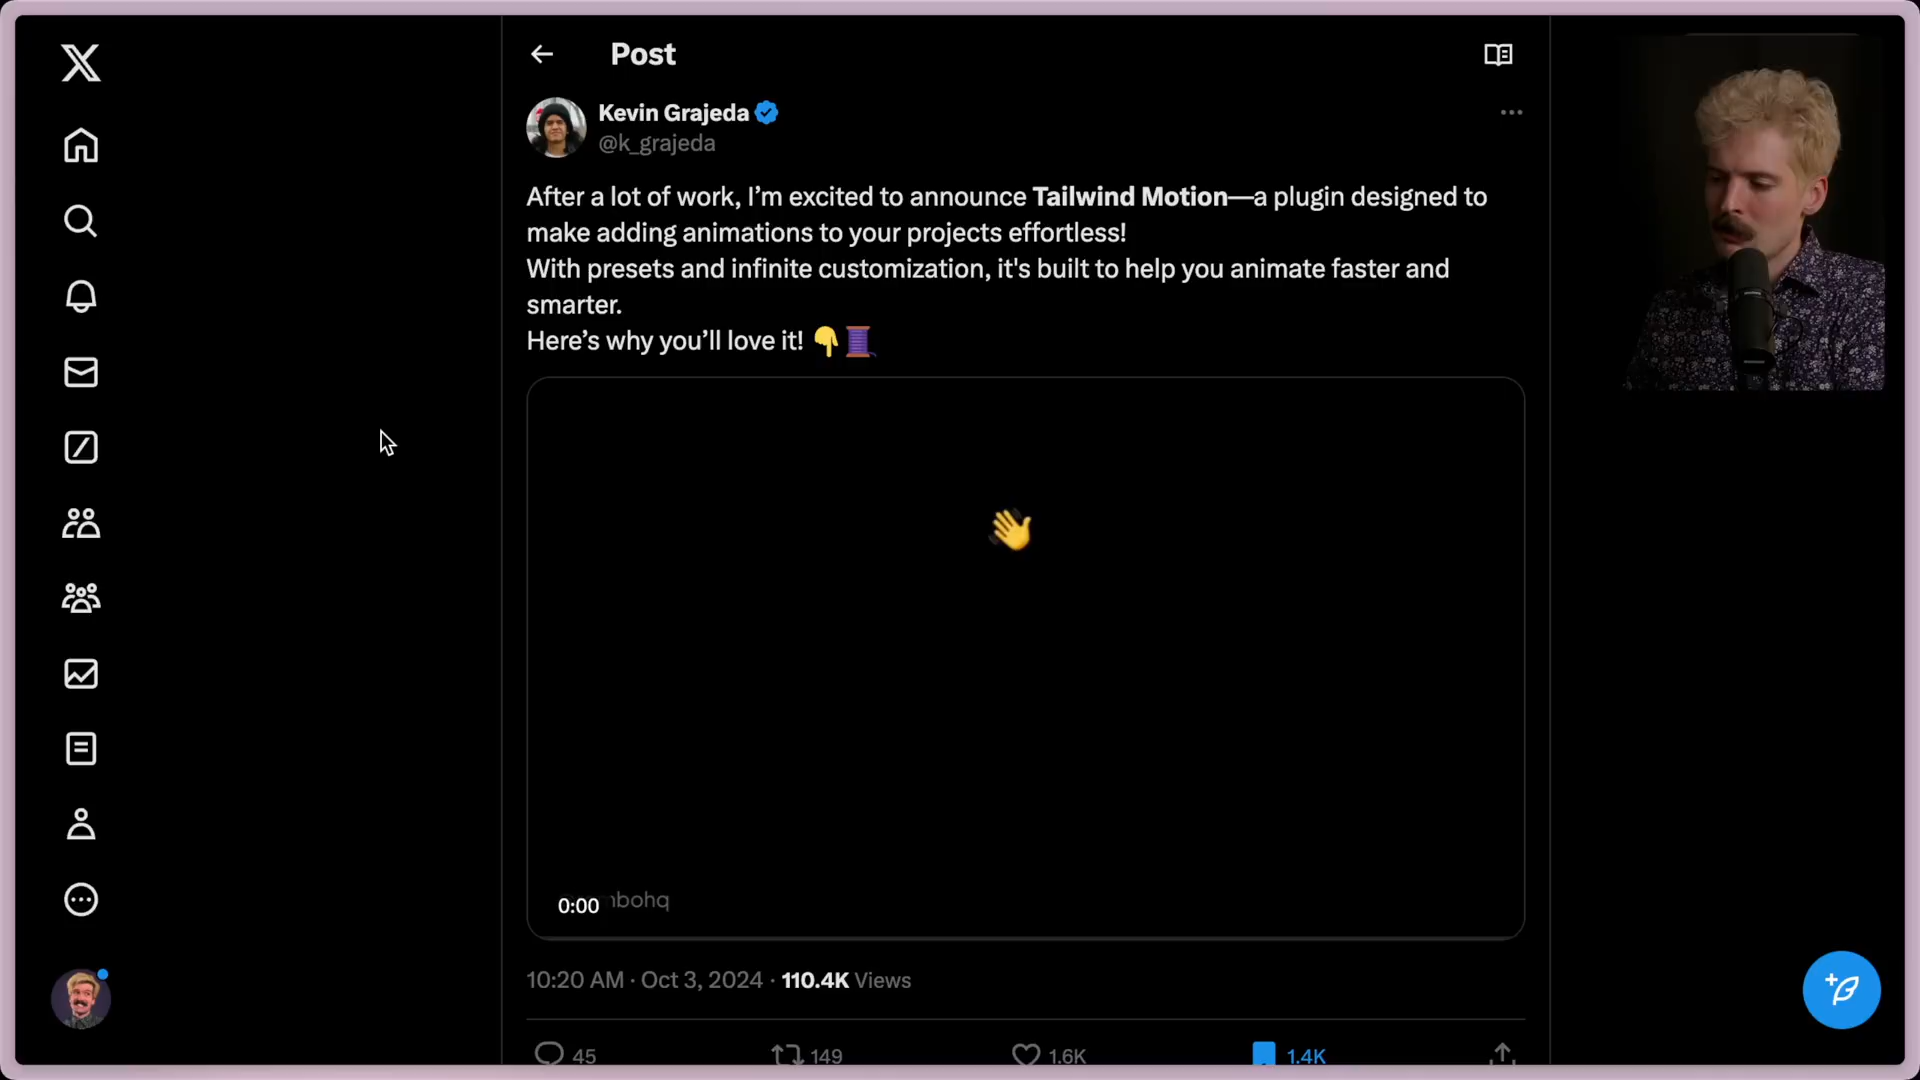 Post
Kevin Grajeda
@k_grajeda
After a lot of work, I’m excited to announce Tailwind Motion—a plugin designed to
make adding animations to your projects effortless!
With presets and infinite customization, it's built to help you animate faster and
smarter.
Here’s why you’ll love it! 👇🧵
0:00
10:20 AM · Oct 3, 2024 · 110.4K Views
45 149 1.6K 1.4K